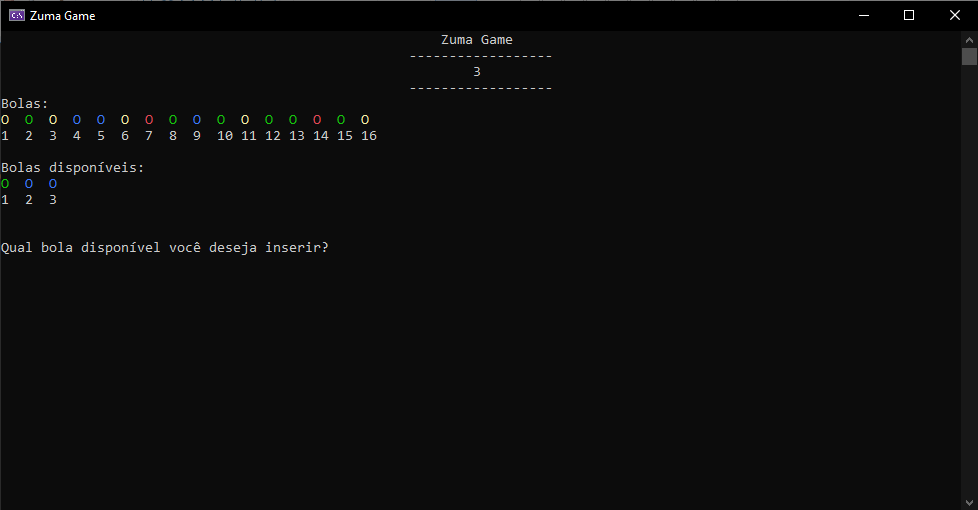 Zuma Game
Zuma Game
------------------
3
------------------
Bolas:
O O O O O O O O O O O O O O O O
1 2 3 4 5 6 7 8 9 10 11 12 13 14 15 16
Bolas disponíveis:
O O O
1 2 3
Qual bola disponível você deseja inserir?